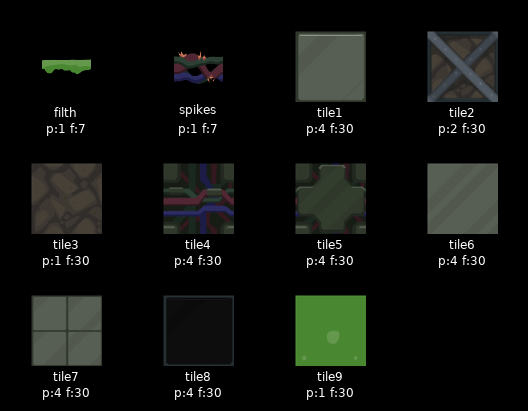 filth
p:1 f:7
spikes
p:1 f:7
tile1
p:4 f:30
tile2
p:2 f:30
tile3
p:1 f:30
tile4
p:4 f:30
tile5
p:4 f:30
tile6
p:4 f:30
tile7
p:4 f:30
tile8
p:4 f:30
tile9
p:1 f:30